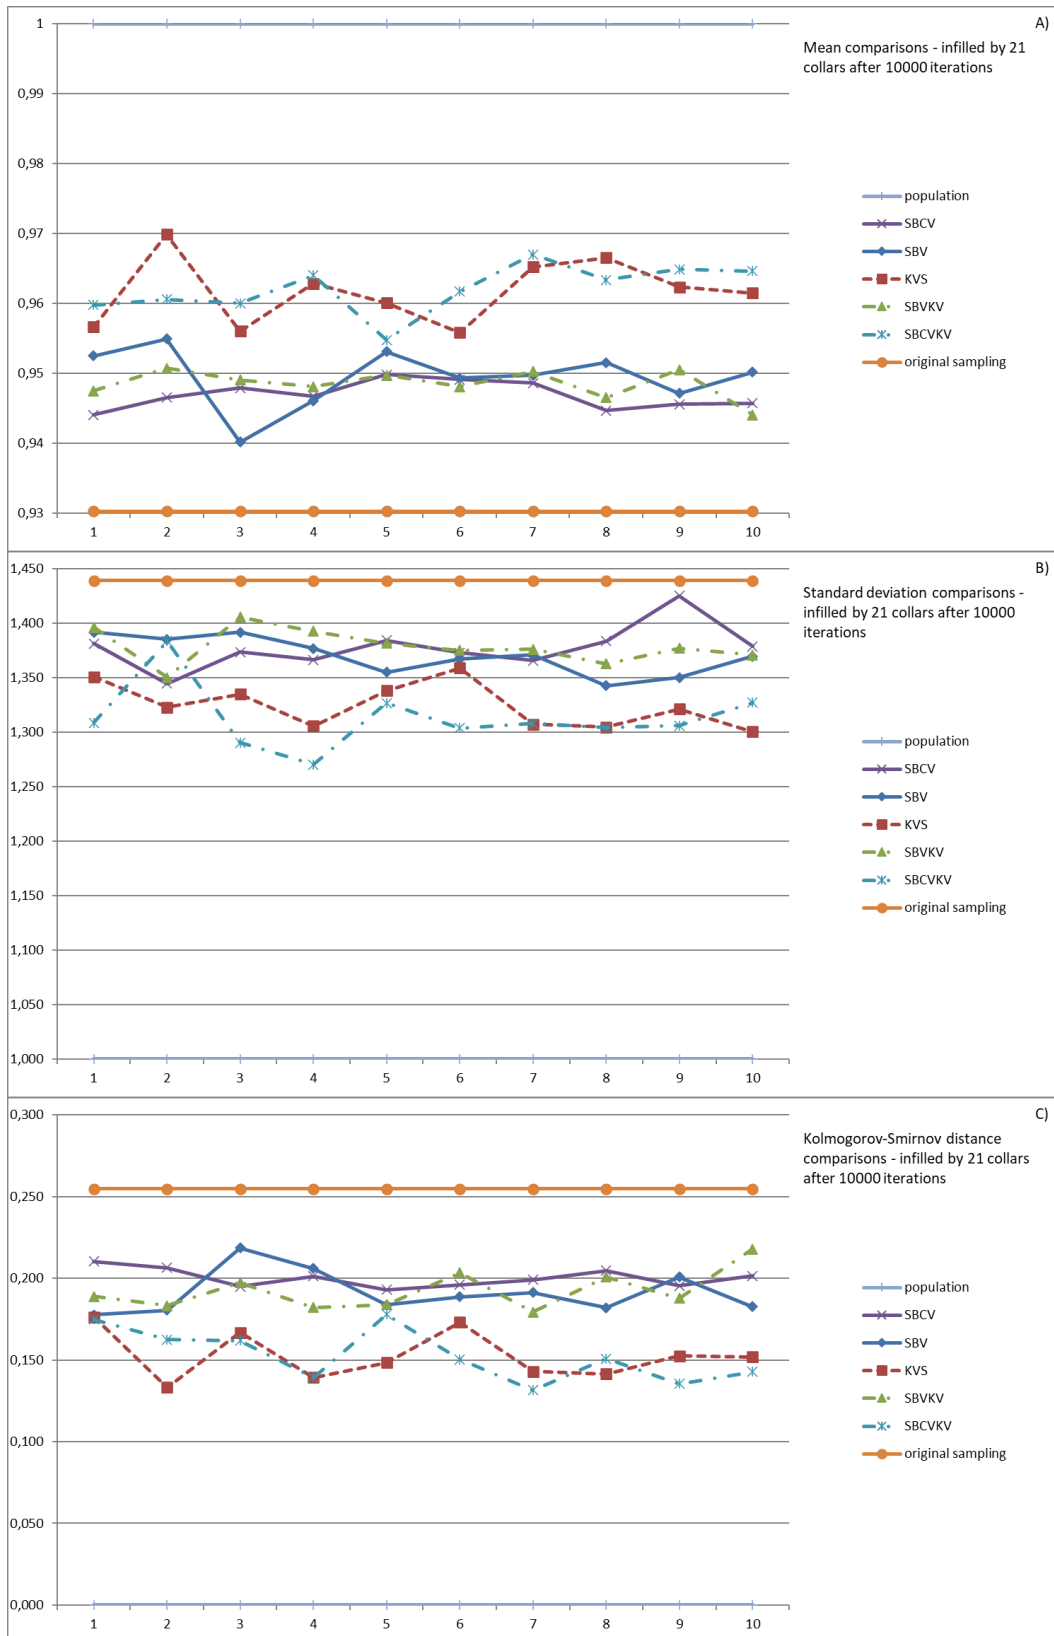 A)
Mean comparisons - infilled by 21
collars after 10000 iterations
1
0,99
0,98
0,97
0,96
0,95
0,94
0,93
1 2 3 4 5 6 7 8 9 10
population
SBCV
SBV
KVS
SBVKV
SBCVKV
original sampling
B)
Standard deviation comparisons -
infilled by 21 collars after 10000
iterations
1,450
1,400
1,350
1,300
1,250
1,200
1,150
1,100
1,050
1,000
1 2 3 4 5 6 7 8 9 10
population
SBCV
SBV
KVS
SBVKV
SBCVKV
original sampling
C)
Kolmogorov-Smirnov distance
comparisons - infilled by 21 collars
after 10000 iterations
0,300
0,250
0,200
0,150
0,100
0,050
0,000
1 2 3 4 5 6 7 8 9 10
population
SBCV
SBV
KVS
SBVKV
SBCVKV
original sampling